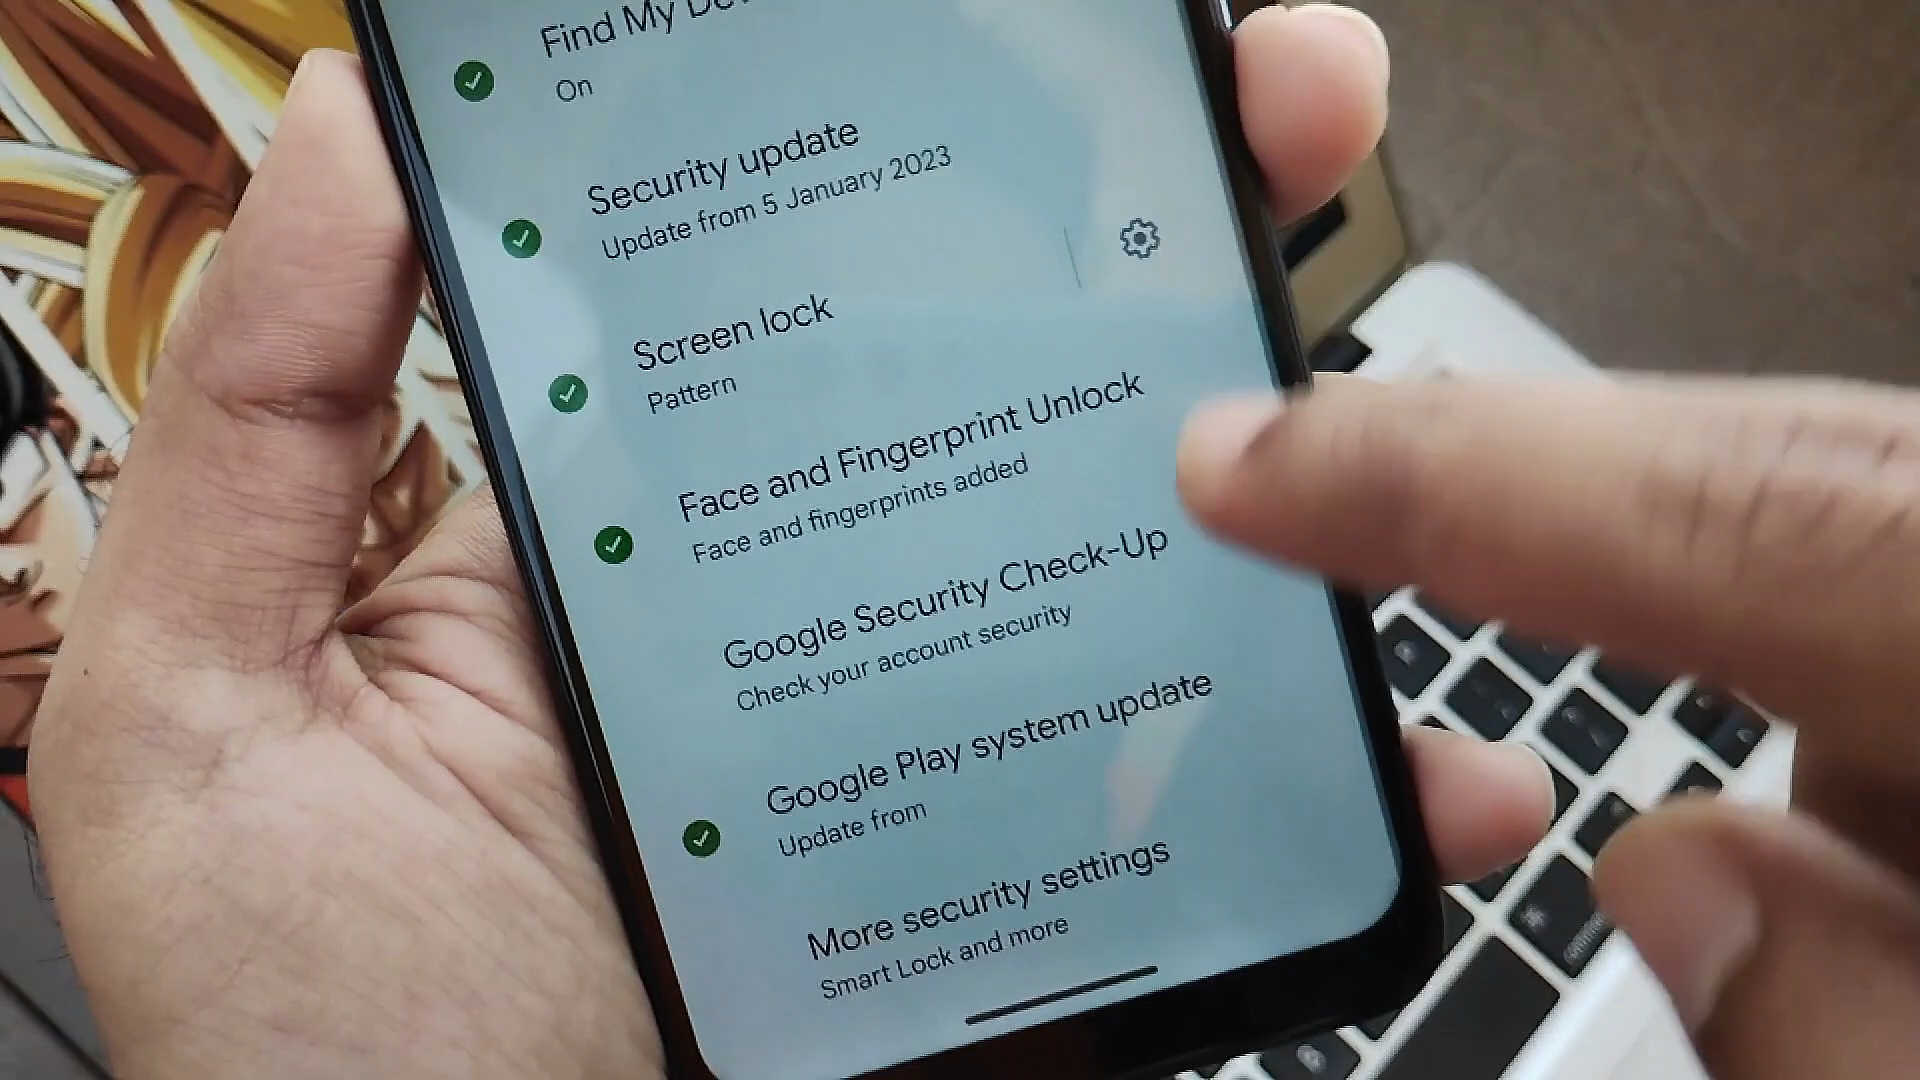 Find My
On
Security update
Update from 5 January 2023
Screen lock
Pattern
Face and Fingerprint Unlock
Face and fingerprints added
Google Security Check-Up
Check your account security
Google Play system update
Update from
More security settings
Smart Lock and more